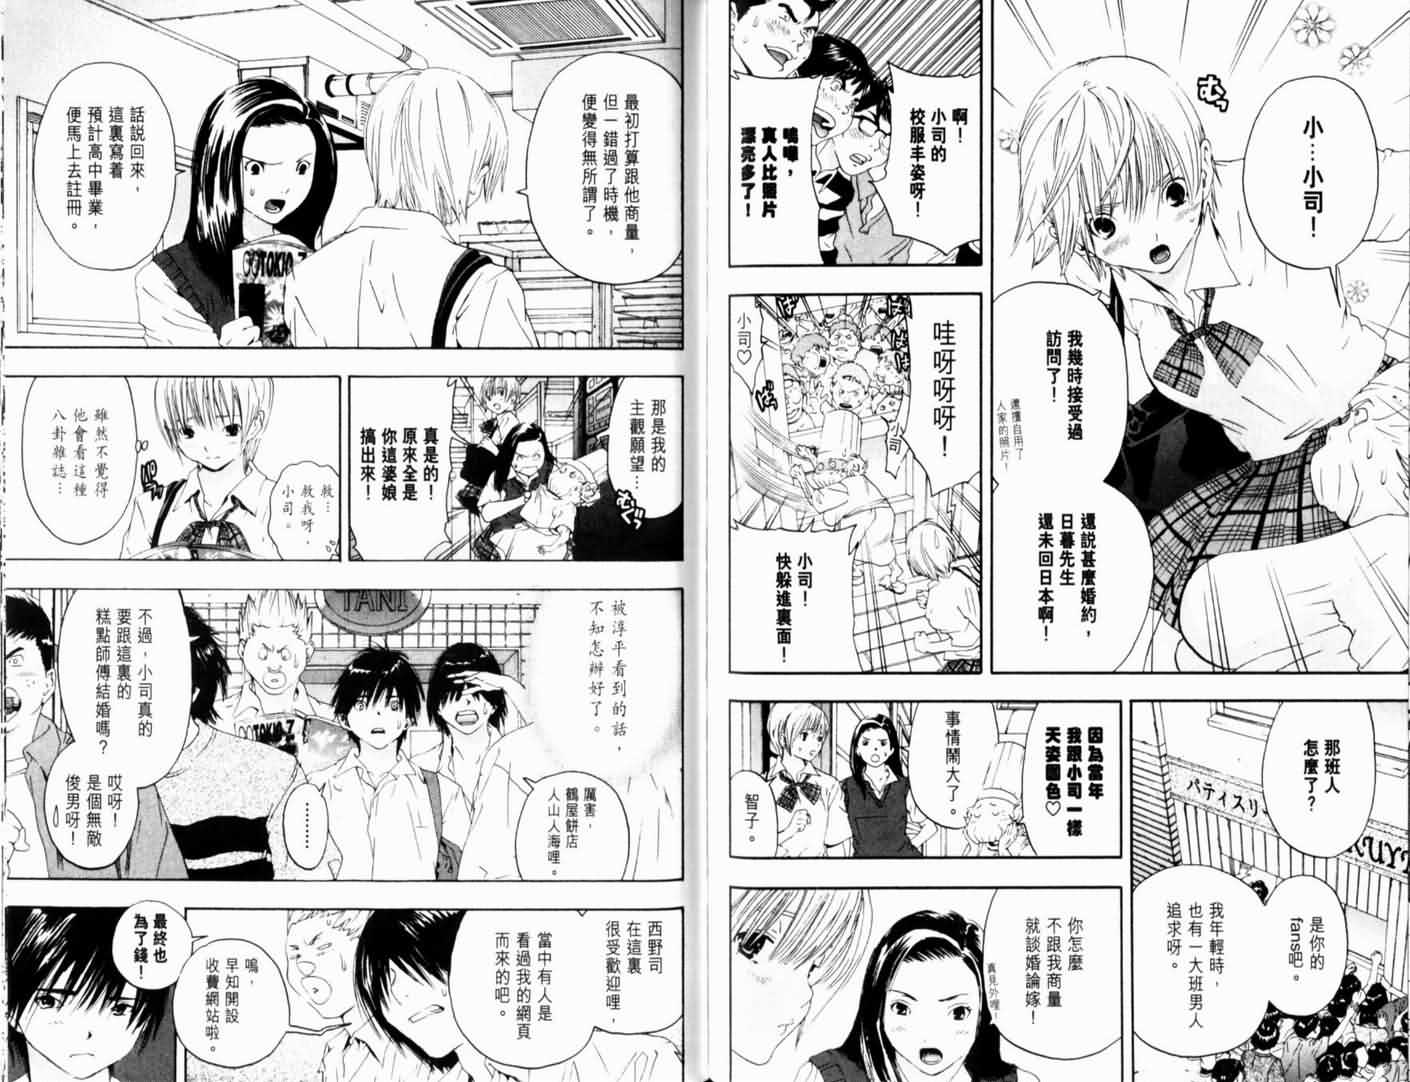 小…小司！
むっ
我幾時接受過
訪問了！
還擅自用了
人家的照片！
還說甚麼婚約，
日暮先生
還未回日本啊！
啊！
小司的
校服丰姿呀！
嗚嘩，
真人比照片
漂亮多了！
哇呀呀呀！
小司♡
小司
小司！
快躲進裏面！
那班人
怎麼了？
パティスリー
是你的
fans吧。
我年輕時，
也有一大班男人
追求呀。
因為當年
我跟小司一樣
天姿國色♡
事情鬧大了。
智子。
你怎麼
不跟我商量
就談婚論嫁！
真見外哩！
最初打算跟他商量，
但一錯過了時機，
便變得無所謂了。
話說回來，
這裏寫着
預計高中畢業，
便馬上去註冊。
TOKIO-Z
那是我的
主觀願望…
真是的！
原來全是
你這婆娘
搞出來！
救…
救我呀，
小司。
雖然不覺得
他會看這種
八卦雜誌…
被淳平看到的話，
不知怎辦好了。
TANI
TOKIO-Z
厲害，
鶴屋餅店
人山人海哩。
………
不過，小司真的
要跟這裏的
糕點師傅結婚嗎？
哎呀！
是個無敵
俊男呀！
西野司
在這裏
很受歡迎哩，
當中有人是
看過我的網頁
而來的吧。
嗚，
早知開設
收費網站啦。
最終也
為了錢！